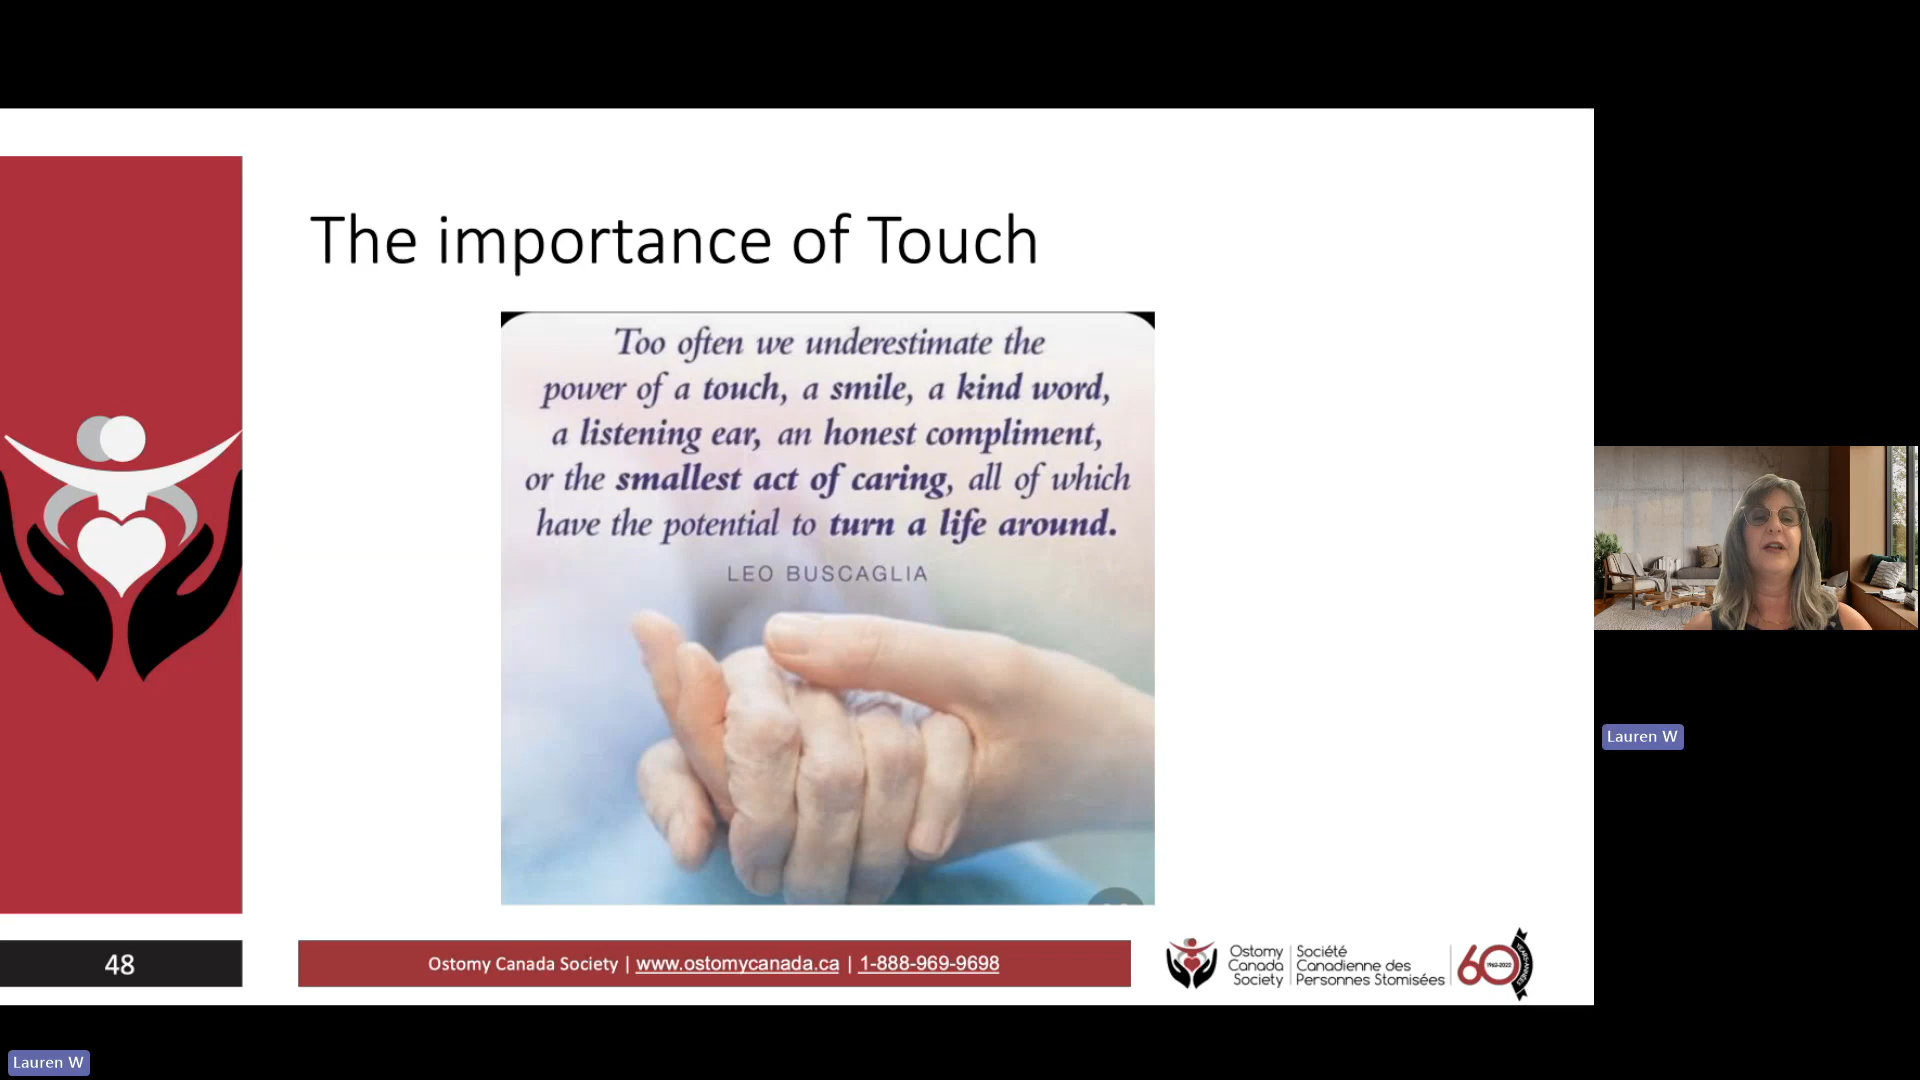 The importance of Touch
Too often we underestimate the
power of a touch, a smile, a kind word,
a listening ear, an honest compliment,
or the smallest act of caring, all of which
have the potential to turn a life around.
LEO BUSCAGLIA
48
Ostomy Canada Society | www.ostomycanada.ca | 1-888-969-9698
Ostomy
Canada
Society
Société
Canadienne des
Personnes Stomisées
60
1962-2022
Lauren W
Lauren W